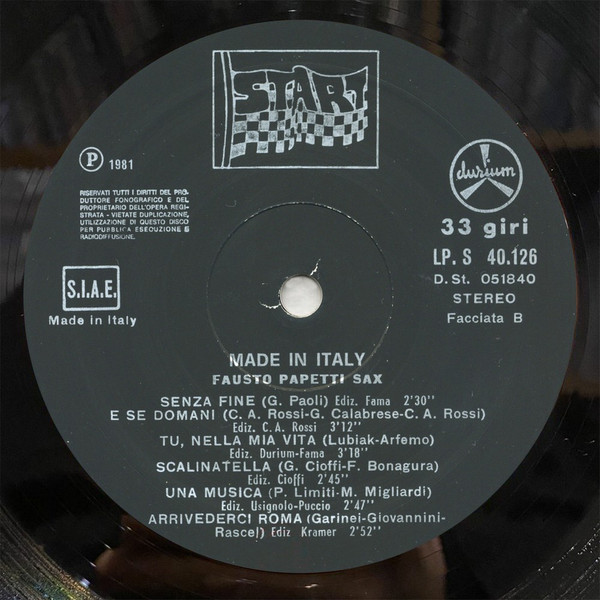 START
Ⓟ 1981
RISERVATI TUTTI I DIRITTI DEL PRO-
DUTTORE FONOGRAFICO E DEL
PROPRIETARIO DELL'OPERA REGI-
STRATA - VIETATE DUPLICAZIONE,
UTILIZZAZIONE DI QUESTO DISCO
PER PUBBLICA ESECUZIONE E
RADIODIFFUSIONE.
S.I.A.E.
Made in Italy
durium
33 giri
LP. S 40.126
D. St. 051840
STEREO
Facciata B
MADE IN ITALY
FAUSTO PAPETTI SAX
SENZA FINE (G. Paoli) Ediz. Fama 2'30"
E SE DOMANI (C. A. Rossi-G. Calabrese-C. A. Rossi)
Ediz. C. A. Rossi 3'12"
TU, NELLA MIA VITA (Lubiak-Arfemo)
Ediz. Durium-Fama 3'18"
SCALINATELLA (G. Cioffi-F. Bonagura)
Ediz. Cioffi 2'45"
UNA MUSICA (P. Limiti-M. Migliardi)
Ediz. Usignolo-Puccio 2'47"
ARRIVEDERCI ROMA (Garinei-Giovannini-
Rascel) Ediz Kramer 2'52"